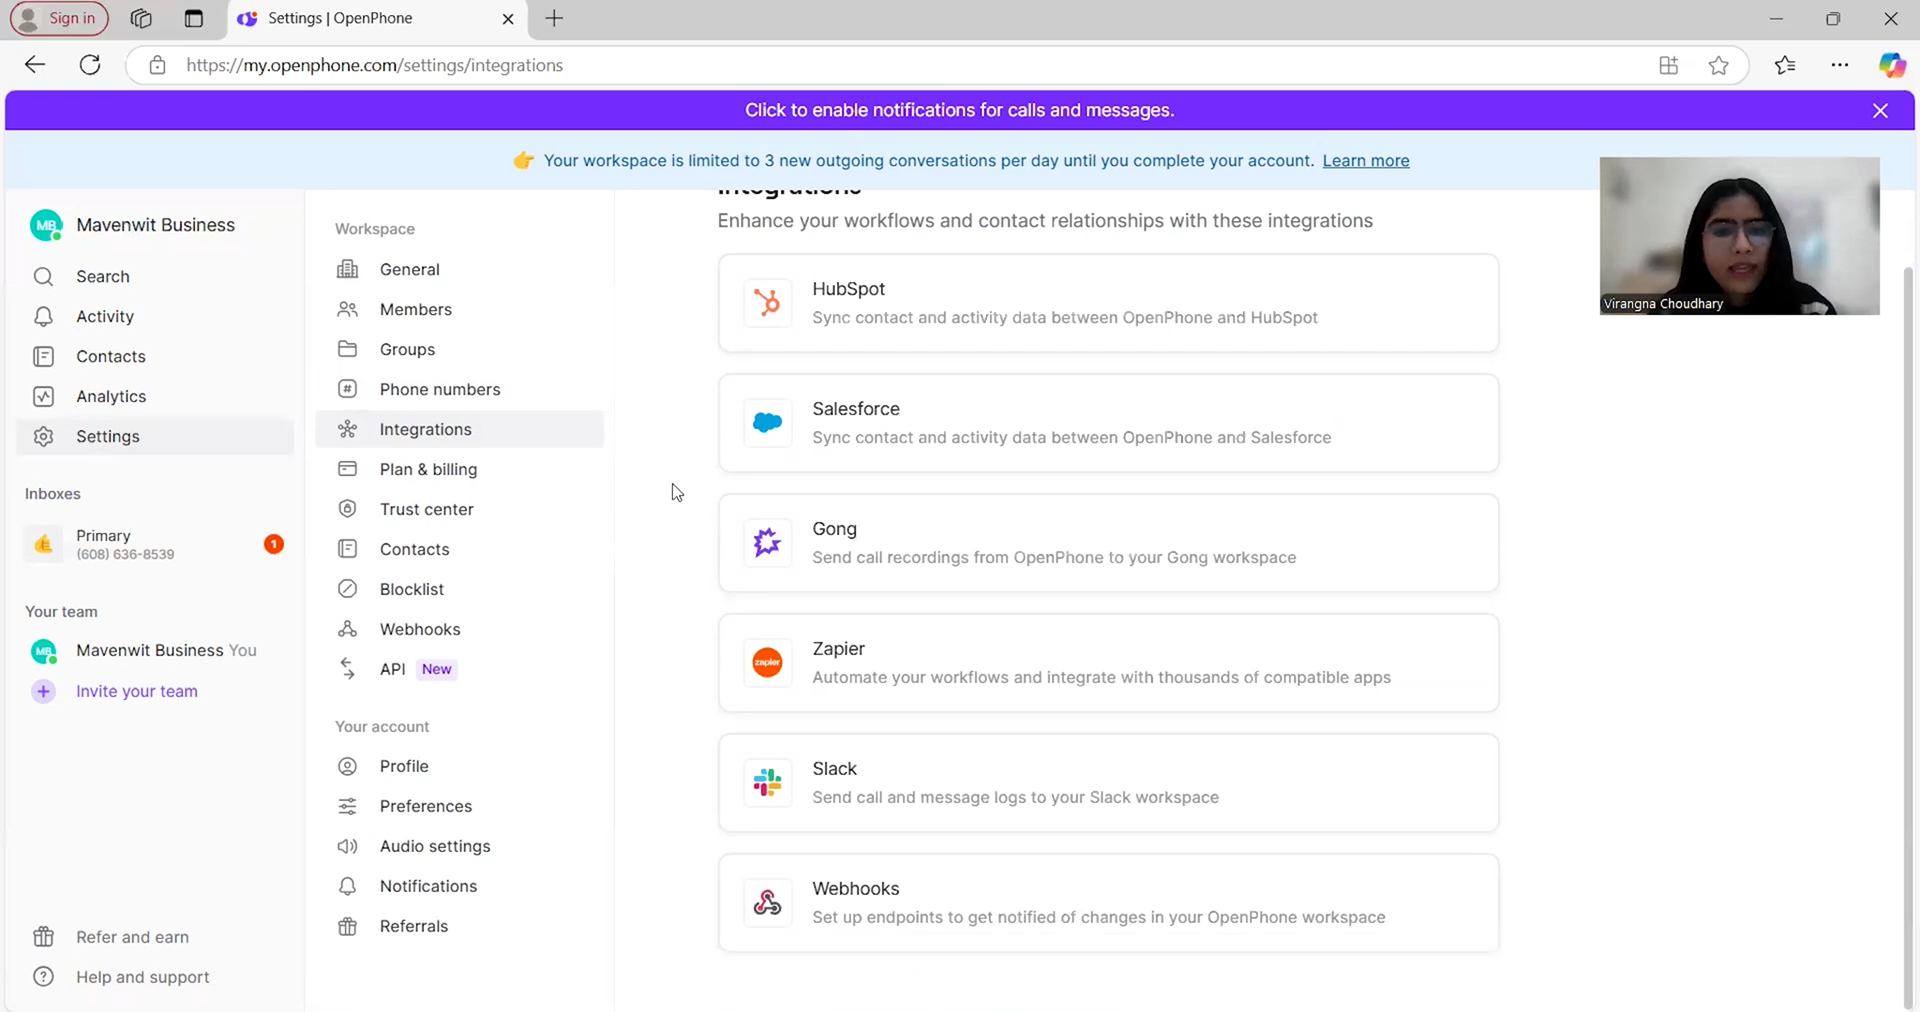 Sign in
Settings | OpenPhone
https://my.openphone.com/settings/integrations
Click to enable notifications for calls and messages.
👉 Your workspace is limited to 3 new outgoing conversations per day until you complete your account. Learn more
MB Mavenwit Business
Search
Activity
Contacts
Analytics
Settings
Inboxes
Primary
(608) 636-8539
1
Your team
MB Mavenwit Business You
Invite your team
Refer and earn
Help and support
Workspace
General
Members
Groups
Phone numbers
Integrations
Plan & billing
Trust center
Contacts
Blocklist
Webhooks
API New
Your account
Profile
Preferences
Audio settings
Notifications
Referrals
Integrations
Enhance your workflows and contact relationships with these integrations
HubSpot
Sync contact and activity data between OpenPhone and HubSpot
Salesforce
Sync contact and activity data between OpenPhone and Salesforce
Gong
Send call recordings from OpenPhone to your Gong workspace
zapier
Zapier
Automate your workflows and integrate with thousands of compatible apps
Slack
Send call and message logs to your Slack workspace
Webhooks
Set up endpoints to get notified of changes in your OpenPhone workspace
Virangna Choudhary